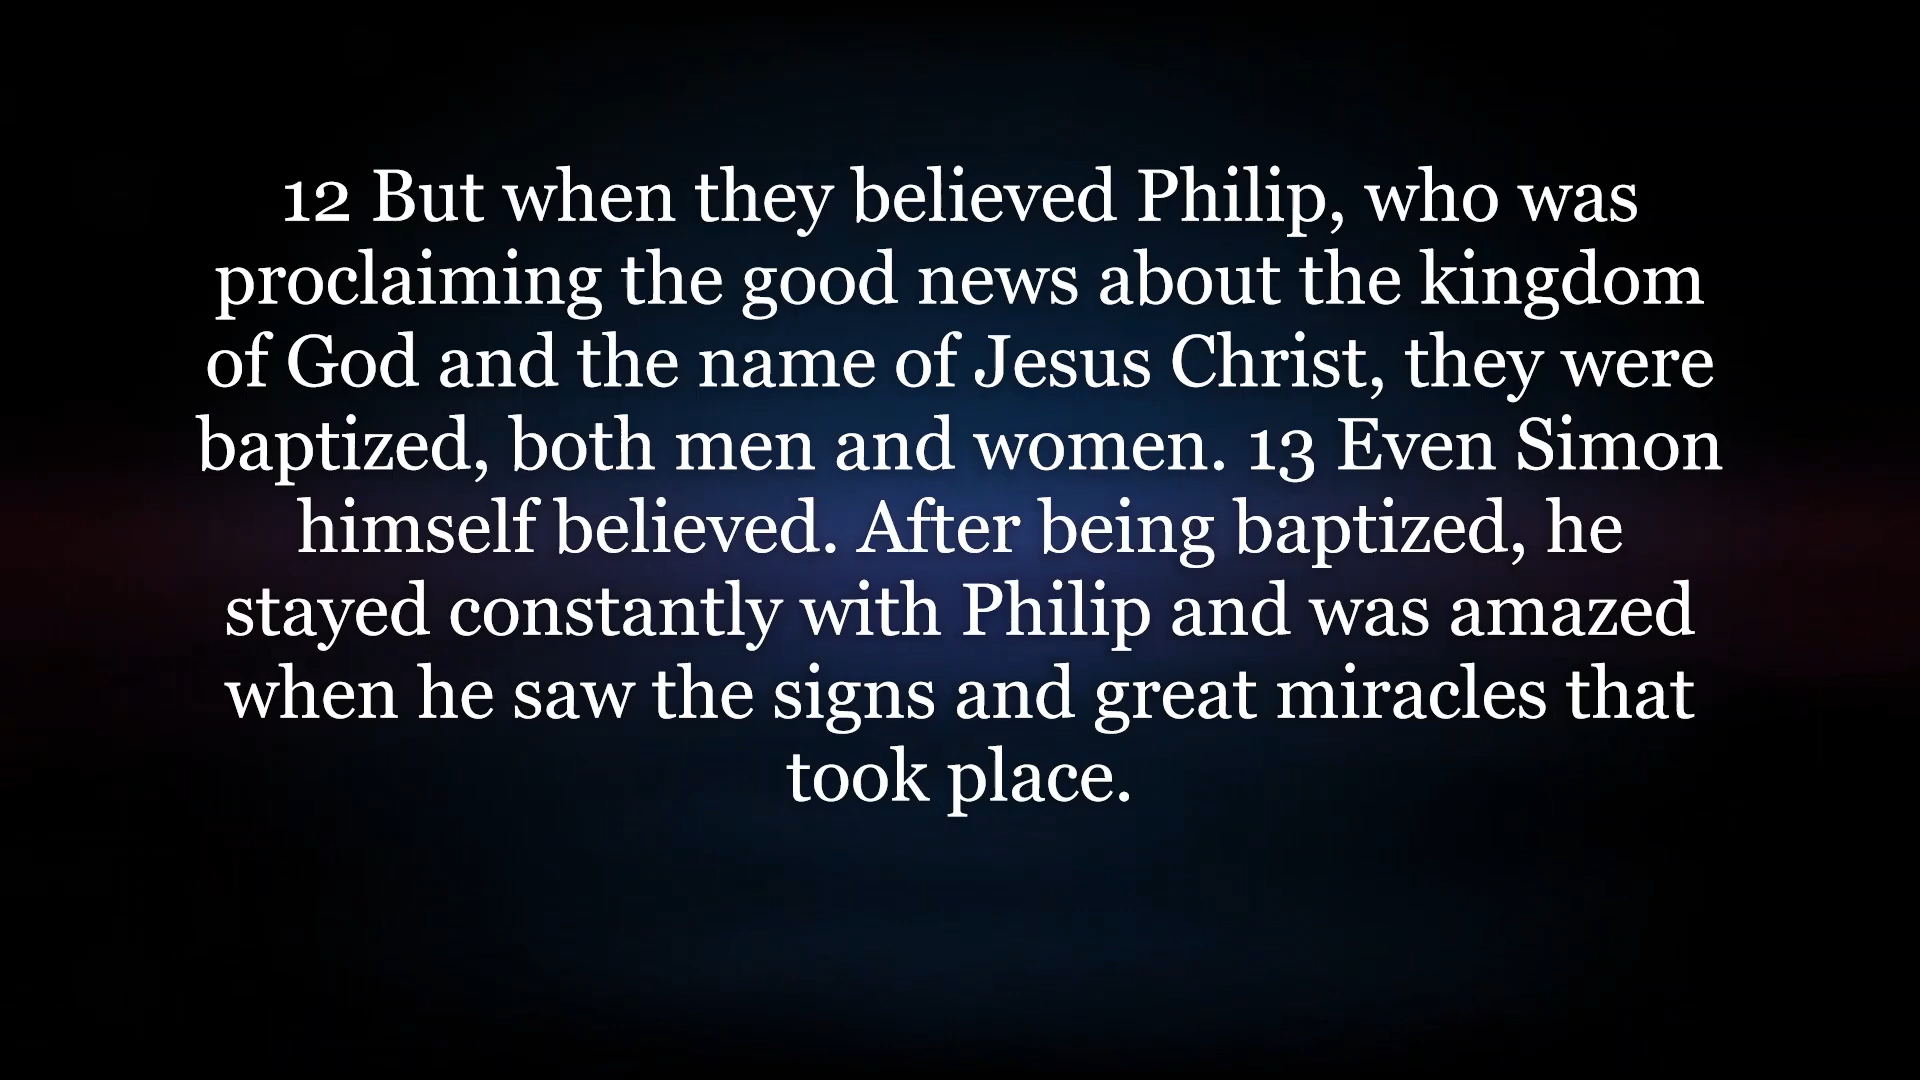 12 But when they believed Philip, who was
proclaiming the good news about the kingdom
of God and the name of Jesus Christ, they were
baptized, both men and women. 13 Even Simon
himself believed. After being baptized, he
stayed constantly with Philip and was amazed
when he saw the signs and great miracles that
took place.